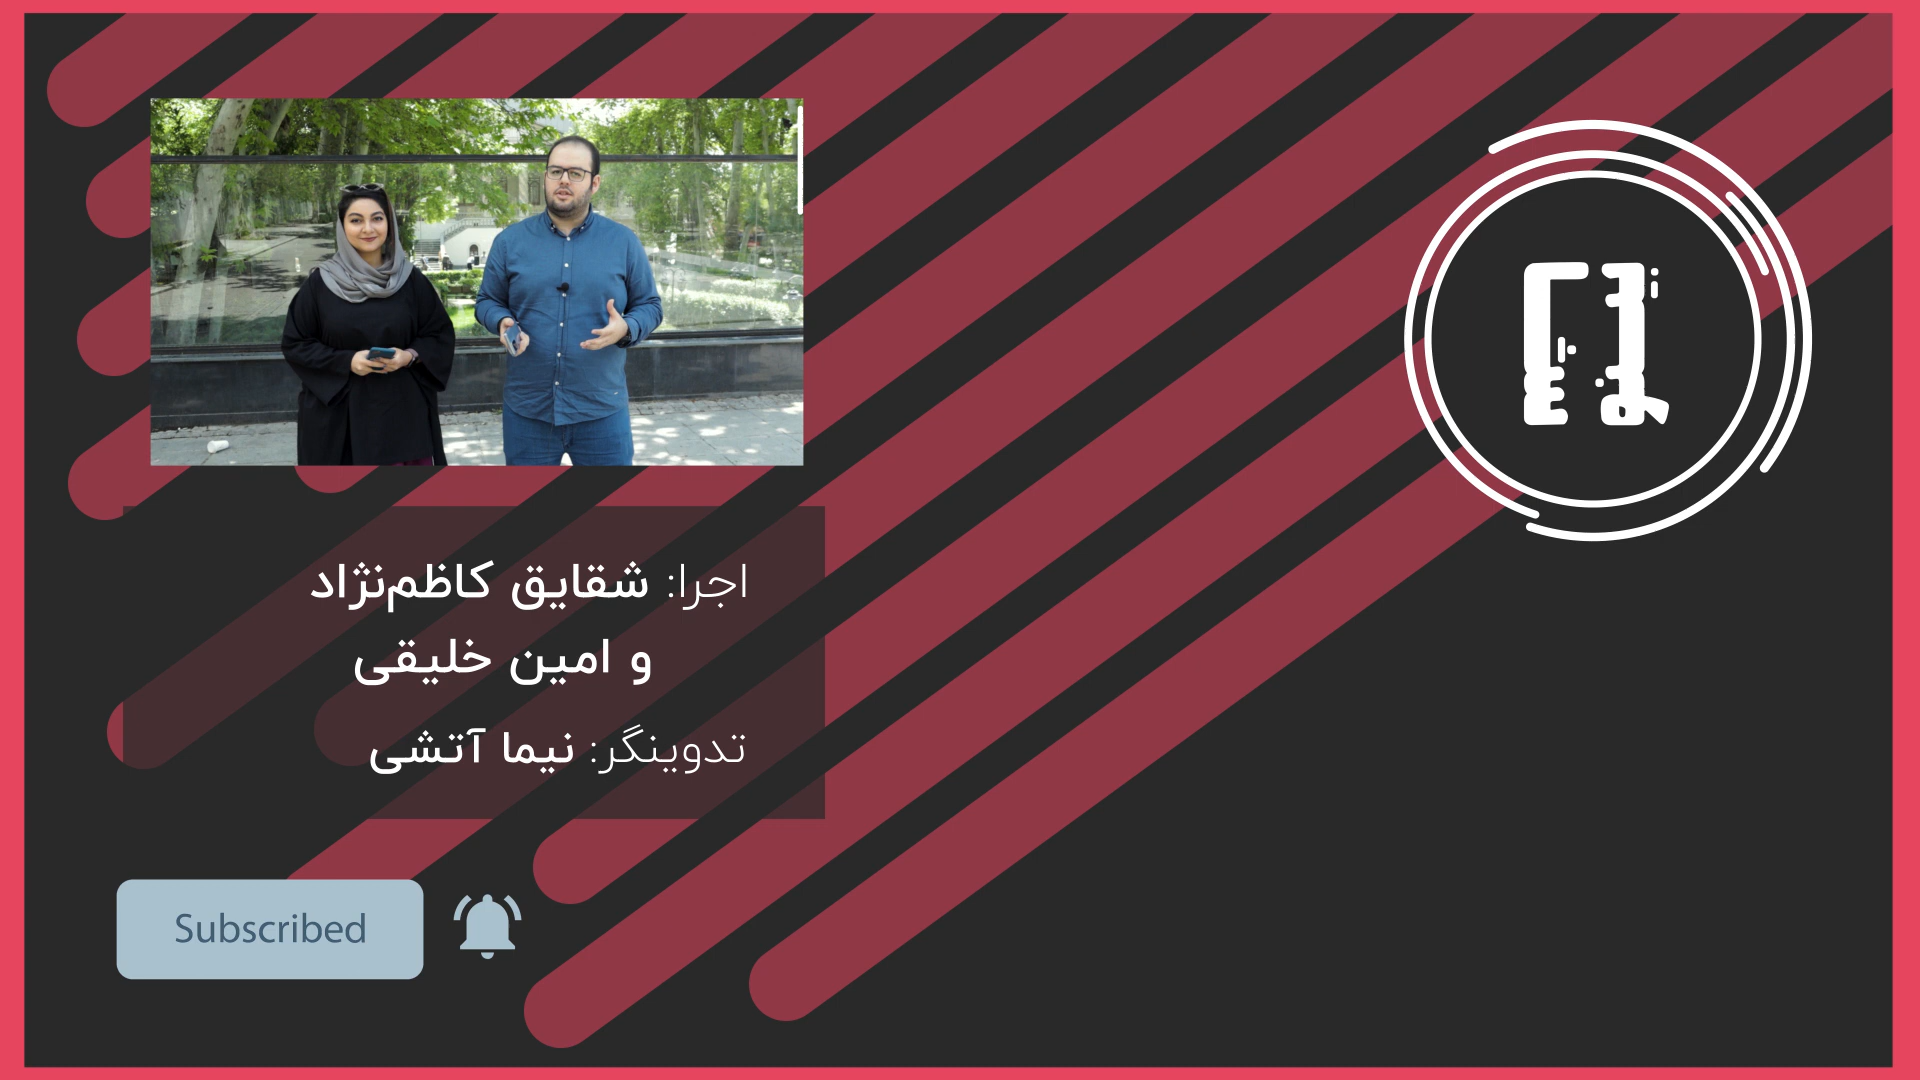 اجرا: شقایق کاظم‌نژاد
و امین خلیقی
تدوینگر: نیما آتشی
Subscribed